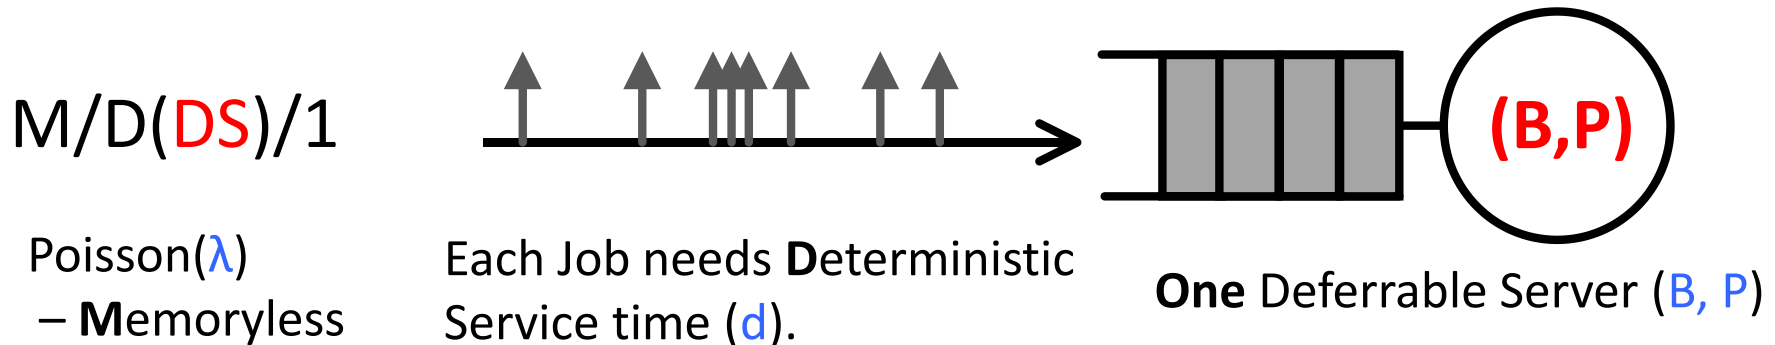 M/D(DS)/1
(B,P)
Poisson(λ)
– Memoryless
Each Job needs Deterministic
Service time (d).
One Deferrable Server (B, P)